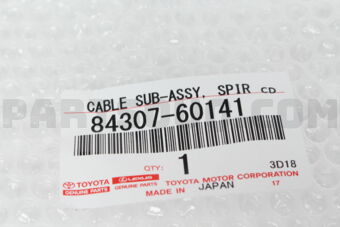 CABLE SUB-ASSY, SPIR CD
84307-60141
QTY: 1 3D18
TOYOTA LEXUS TOYOTA MOTOR CORPORATION
GENUINE PARTS GENUINE PARTS MADE IN JAPAN 17